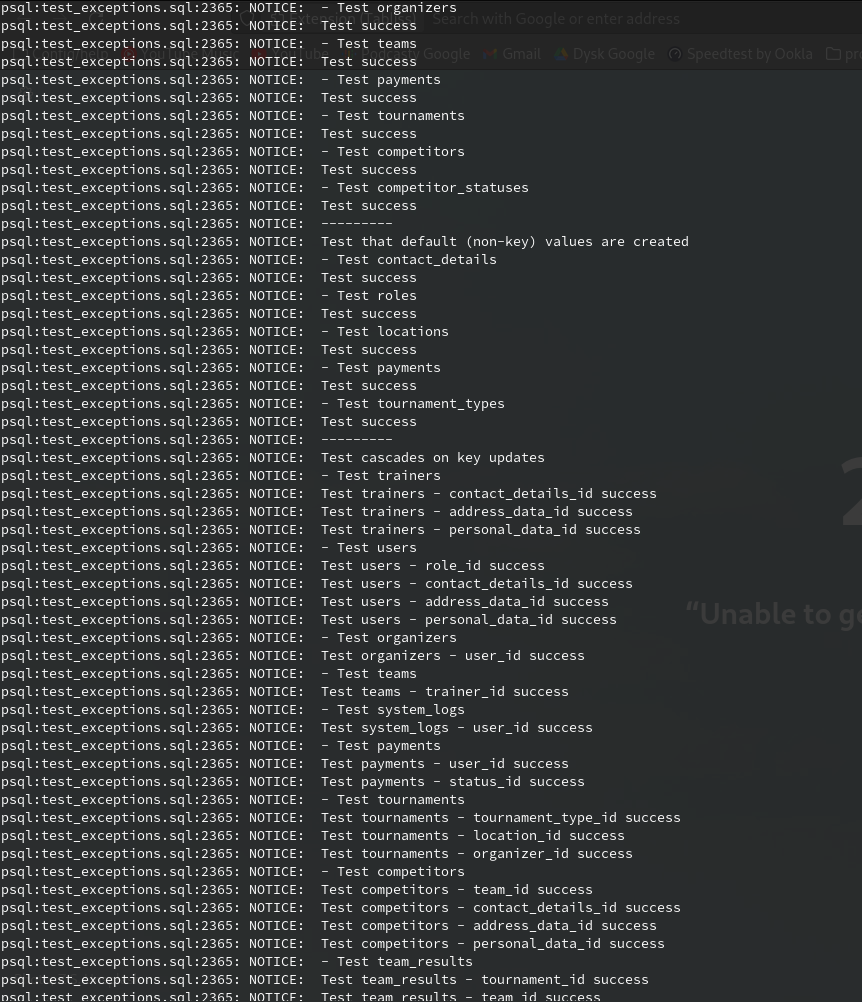 psql:test_exceptions.sql:2365: NOTICE:  - Test organizers
psql:test_exceptions.sql:2365: NOTICE:  Test success
Search with Google or enter address
psql:test_exceptions.sql:2365: NOTICE:  - Test teams
psql:test_exceptions.sql:2365: NOTICE:  Test success
Google
Gmail
Dysk Google
Speedtest by Ookla
psql:test_exceptions.sql:2365: NOTICE:  - Test payments
psql:test_exceptions.sql:2365: NOTICE:  Test success
psql:test_exceptions.sql:2365: NOTICE:  - Test tournaments
psql:test_exceptions.sql:2365: NOTICE:  Test success
psql:test_exceptions.sql:2365: NOTICE:  - Test competitors
psql:test_exceptions.sql:2365: NOTICE:  Test success
psql:test_exceptions.sql:2365: NOTICE:  - Test competitor_statuses
psql:test_exceptions.sql:2365: NOTICE:  Test success
psql:test_exceptions.sql:2365: NOTICE:  ---------
psql:test_exceptions.sql:2365: NOTICE:  Test that default (non-key) values are created
psql:test_exceptions.sql:2365: NOTICE:  - Test contact_details
psql:test_exceptions.sql:2365: NOTICE:  Test success
psql:test_exceptions.sql:2365: NOTICE:  - Test roles
psql:test_exceptions.sql:2365: NOTICE:  Test success
psql:test_exceptions.sql:2365: NOTICE:  - Test locations
psql:test_exceptions.sql:2365: NOTICE:  Test success
psql:test_exceptions.sql:2365: NOTICE:  - Test payments
psql:test_exceptions.sql:2365: NOTICE:  Test success
psql:test_exceptions.sql:2365: NOTICE:  - Test tournament_types
psql:test_exceptions.sql:2365: NOTICE:  Test success
psql:test_exceptions.sql:2365: NOTICE:  ---------
psql:test_exceptions.sql:2365: NOTICE:  Test cascades on key updates
psql:test_exceptions.sql:2365: NOTICE:  - Test trainers
psql:test_exceptions.sql:2365: NOTICE:  Test trainers - contact_details_id success
psql:test_exceptions.sql:2365: NOTICE:  Test trainers - address_data_id success
psql:test_exceptions.sql:2365: NOTICE:  Test trainers - personal_data_id success
psql:test_exceptions.sql:2365: NOTICE:  - Test users
psql:test_exceptions.sql:2365: NOTICE:  Test users - role_id success
psql:test_exceptions.sql:2365: NOTICE:  Test users - contact_details_id success
psql:test_exceptions.sql:2365: NOTICE:  Test users - address_data_id success
psql:test_exceptions.sql:2365: NOTICE:  Test users - personal_data_id success
"Unable to
psql:test_exceptions.sql:2365: NOTICE:  - Test organizers
psql:test_exceptions.sql:2365: NOTICE:  Test organizers - user_id success
psql:test_exceptions.sql:2365: NOTICE:  - Test teams
psql:test_exceptions.sql:2365: NOTICE:  Test teams - trainer_id success
psql:test_exceptions.sql:2365: NOTICE:  - Test system_logs
psql:test_exceptions.sql:2365: NOTICE:  Test system_logs - user_id success
psql:test_exceptions.sql:2365: NOTICE:  - Test payments
psql:test_exceptions.sql:2365: NOTICE:  Test payments - user_id success
psql:test_exceptions.sql:2365: NOTICE:  Test payments - status_id success
psql:test_exceptions.sql:2365: NOTICE:  - Test tournaments
psql:test_exceptions.sql:2365: NOTICE:  Test tournaments - tournament_type_id success
psql:test_exceptions.sql:2365: NOTICE:  Test tournaments - location_id success
psql:test_exceptions.sql:2365: NOTICE:  Test tournaments - organizer_id success
psql:test_exceptions.sql:2365: NOTICE:  - Test competitors
psql:test_exceptions.sql:2365: NOTICE:  Test competitors - team_id success
psql:test_exceptions.sql:2365: NOTICE:  Test competitors - contact_details_id success
psql:test_exceptions.sql:2365: NOTICE:  Test competitors - address_data_id success
psql:test_exceptions.sql:2365: NOTICE:  Test competitors - personal_data_id success
psql:test_exceptions.sql:2365: NOTICE:  - Test team_results
psql:test_exceptions.sql:2365: NOTICE:  Test team_results - tournament_id success
psql:test_exceptions.sql:2365: NOTICE:  Test team_results - team_id success